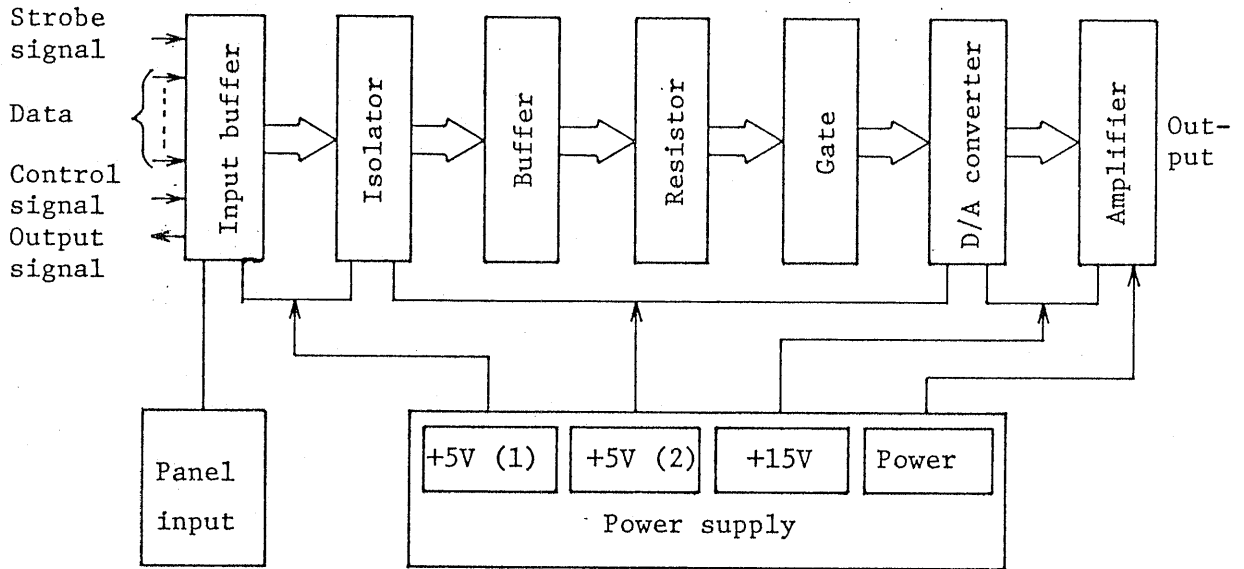 Strobe
signal
Data
Control
signal
Output
signal
Input buffer
Isolator
Buffer
Resistor
Gate
D/A converter
Amplifier
Out-
put
Panel
input
+5V (1)
+5V (2)
+15V
Power
Power supply